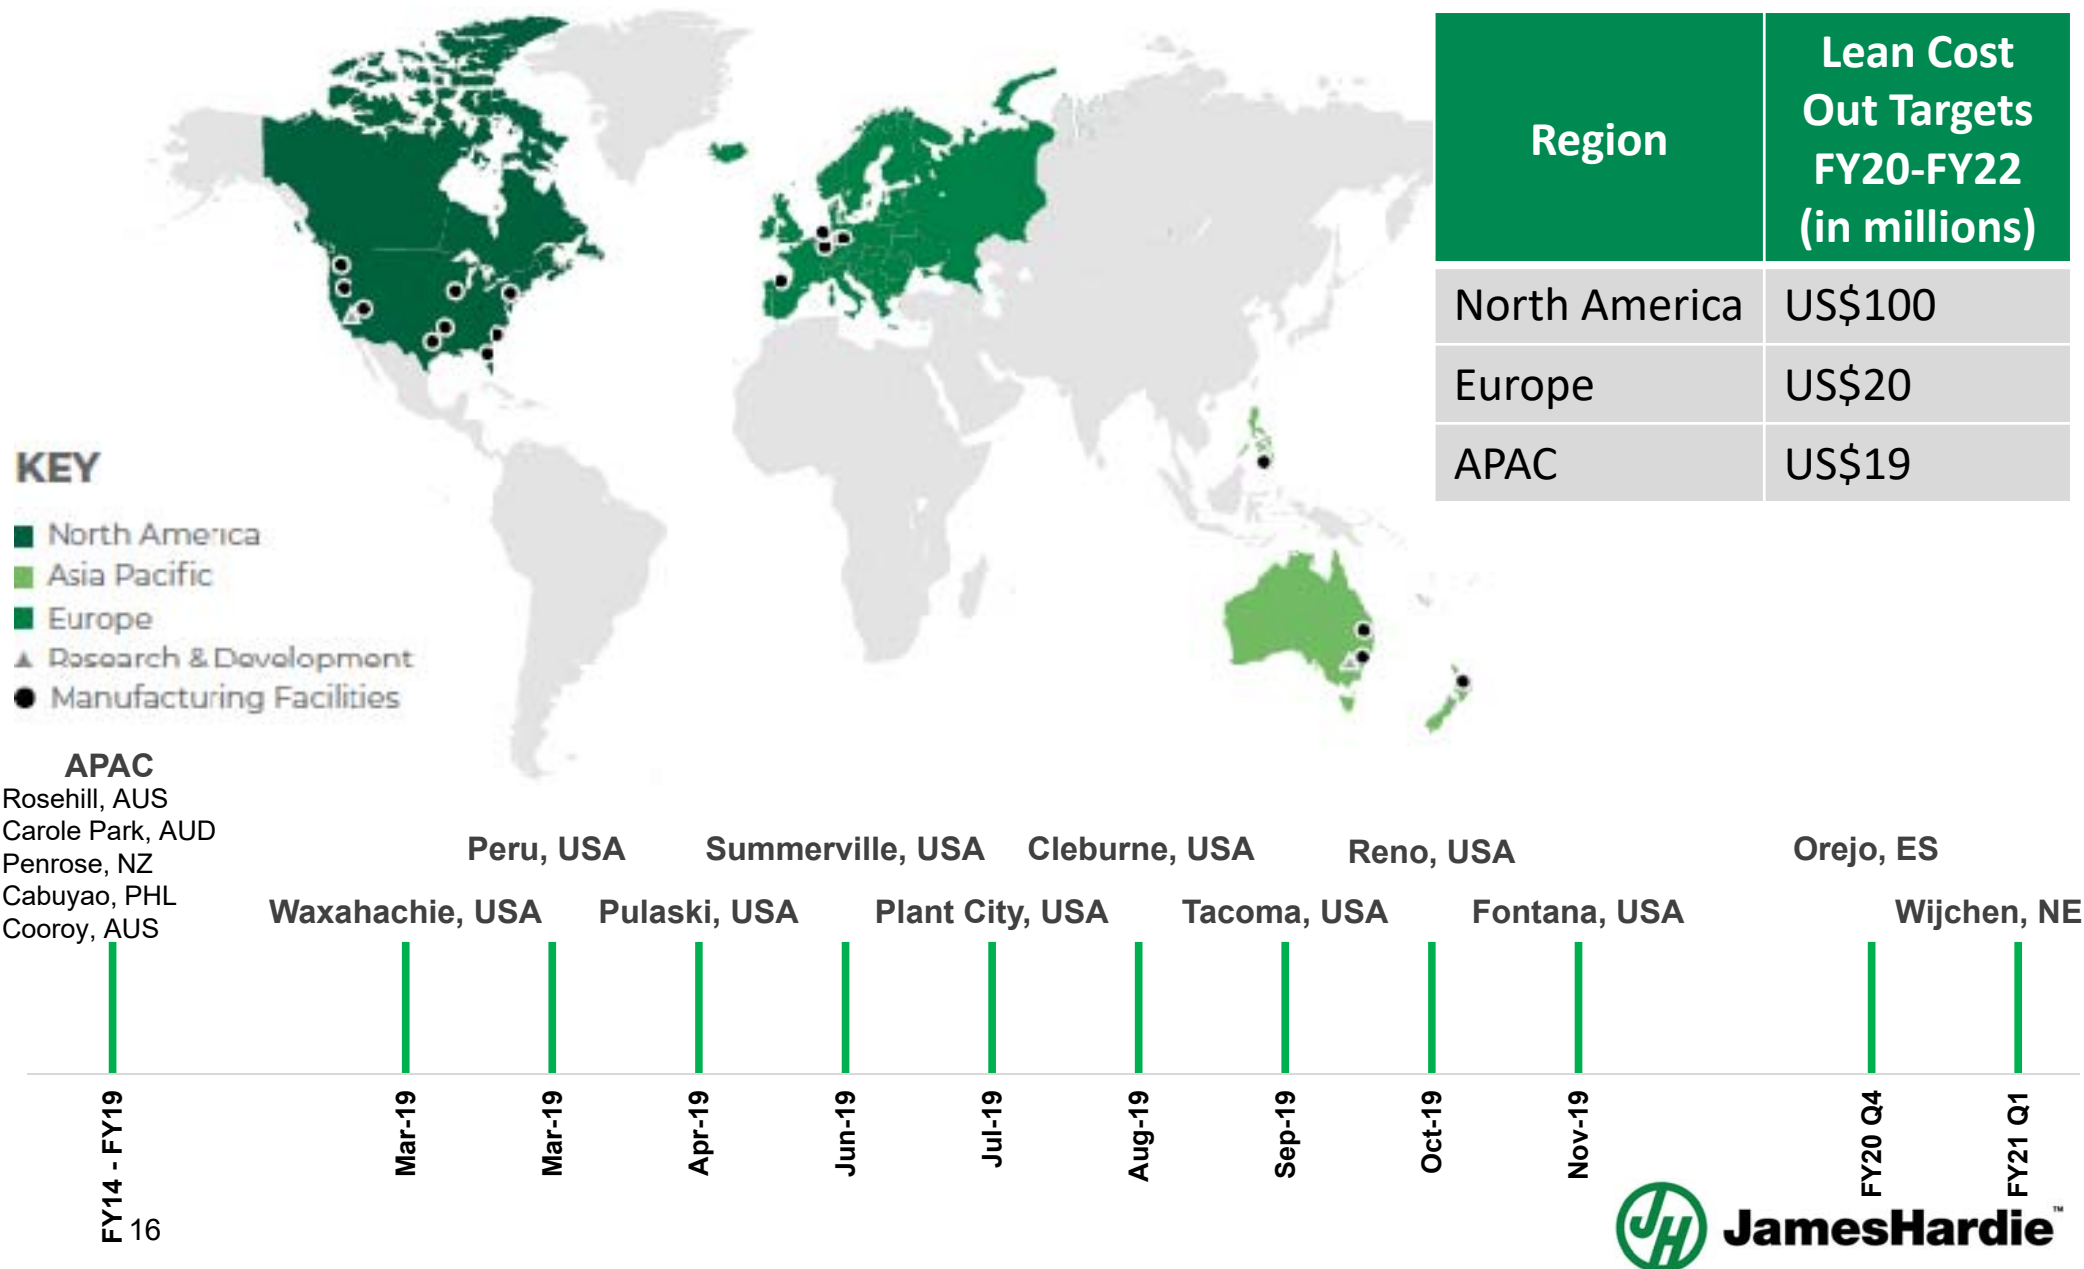 Region
Lean Cost
Out Targets
FY20-FY22
(in millions)
North America US$100
Europe US$20
APAC US$19
KEY
North America
Asia Pacific
Europe
Research & Development
Manufacturing Facilities
APAC
Rosehill, AUS
Carole Park, AUD
Penrose, NZ
Cabuyao, PHL
Cooroy, AUS
Peru, USA Summerville, USA Cleburne, USA Reno, USA Orejo, ES
Waxahachie, USA Pulaski, USA Plant City, USA Tacoma, USA Fontana, USA Wijchen, NE
FY14 - FY19
Mar-19
Mar-19
Apr-19
Jun-19
Jul-19
Aug-19
Sep-19
Oct-19
Nov-19
FY20 Q4
FY21 Q1
16
JH JamesHardie™